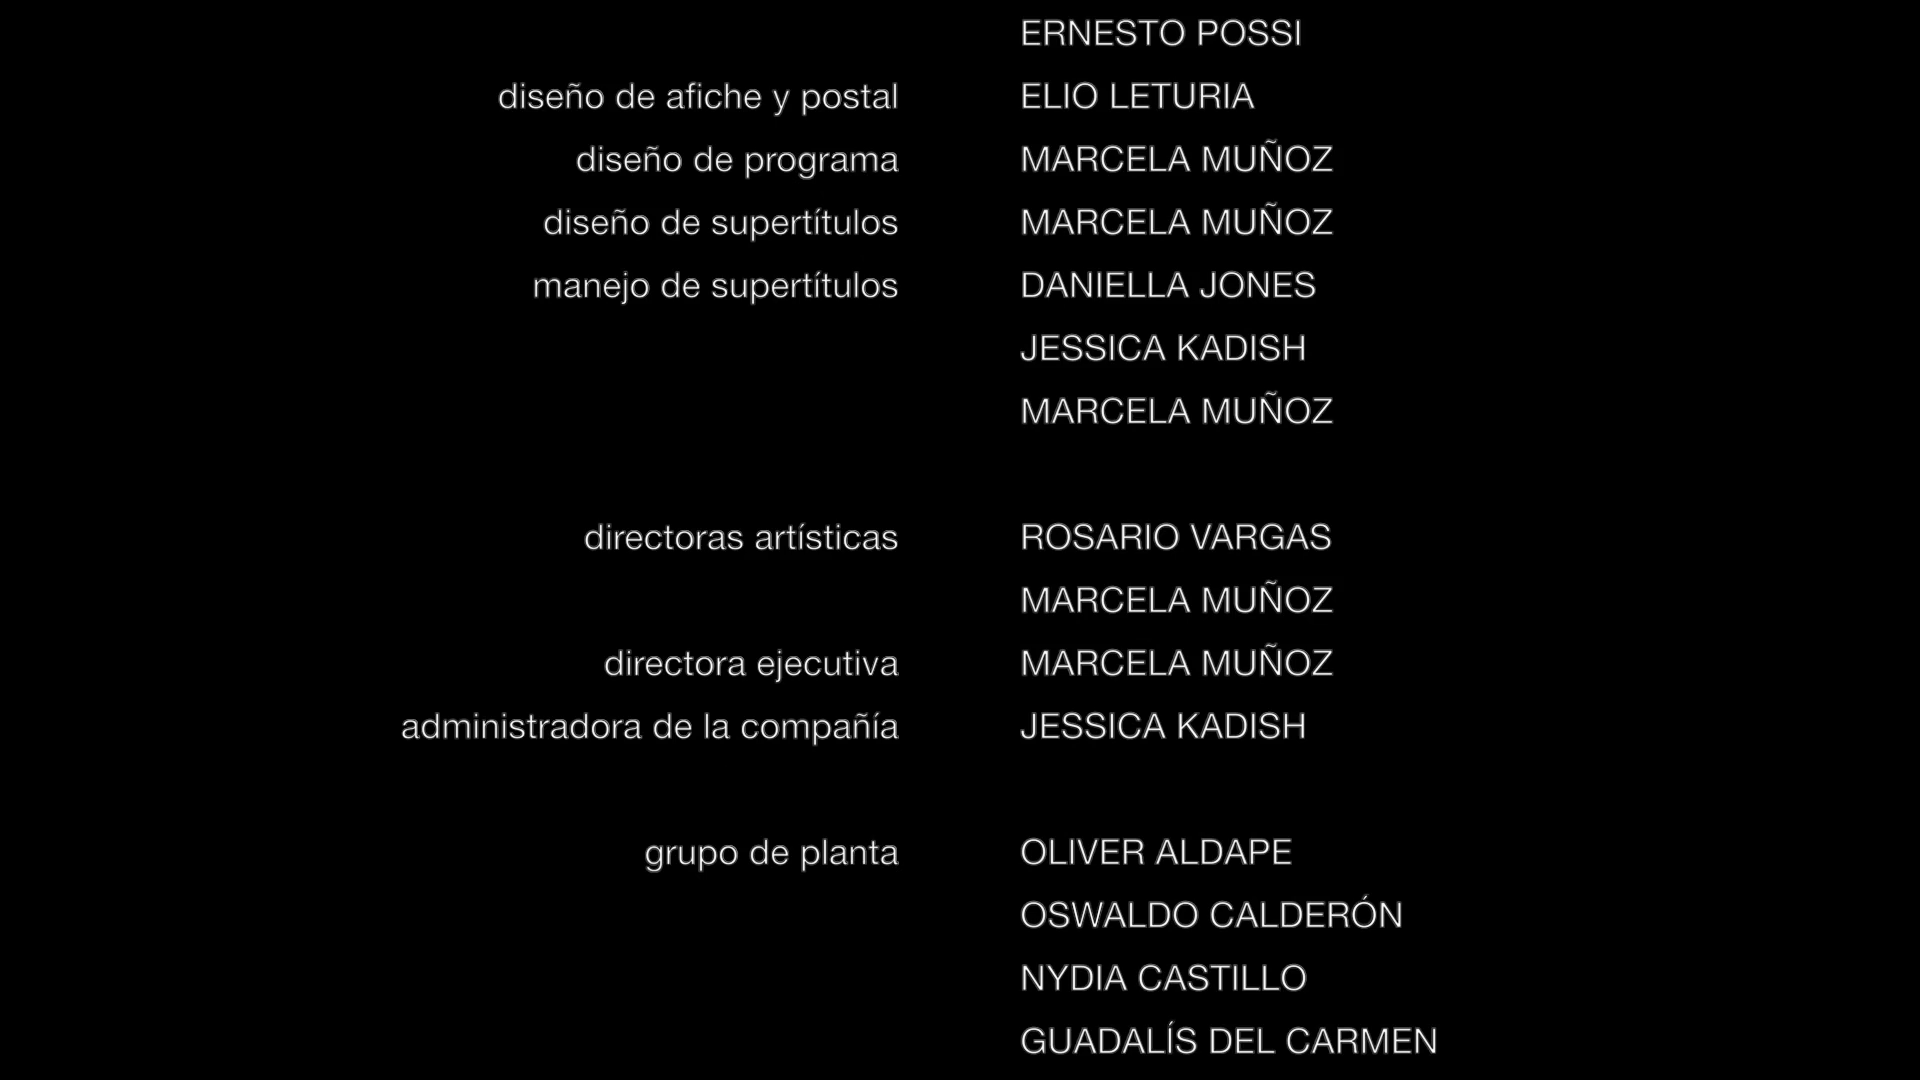 ERNESTO POSSI
diseño de afiche y postal ELIO LETURIA
diseño de programa MARCELA MUÑOZ
diseño de supertítulos MARCELA MUÑOZ
manejo de supertítulos DANIELLA JONES
JESSICA KADISH
MARCELA MUÑOZ
directoras artísticas ROSARIO VARGAS
MARCELA MUÑOZ
directora ejecutiva MARCELA MUÑOZ
administradora de la compañía JESSICA KADISH
grupo de planta OLIVER ALDAPE
OSWALDO CALDERÓN
NYDIA CASTILLO
GUADALÍS DEL CARMEN